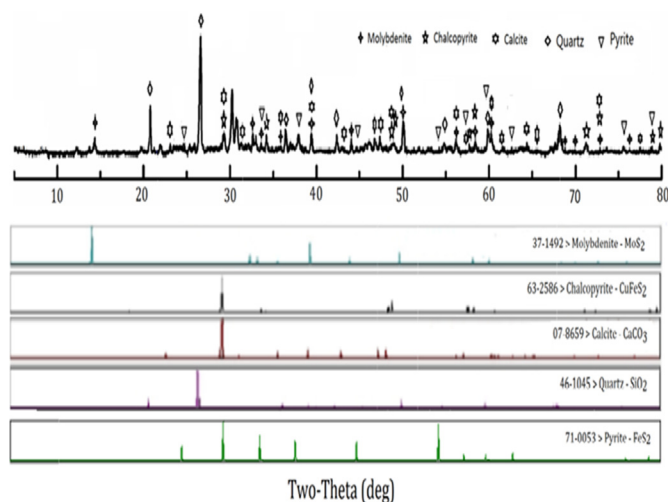 Molybdenite Chalcopyrite Calcite Quartz Pyrite
10 20 30 40 50 60 70 80
37-1492 > Molybdenite - MoS2
63-2586 > Chalcopyrite - CuFeS2
07-8659 > Calcite - CaCO3
46-1045 > Quartz - SiO2
71-0053 > Pyrite - FeS2
Two-Theta (deg)